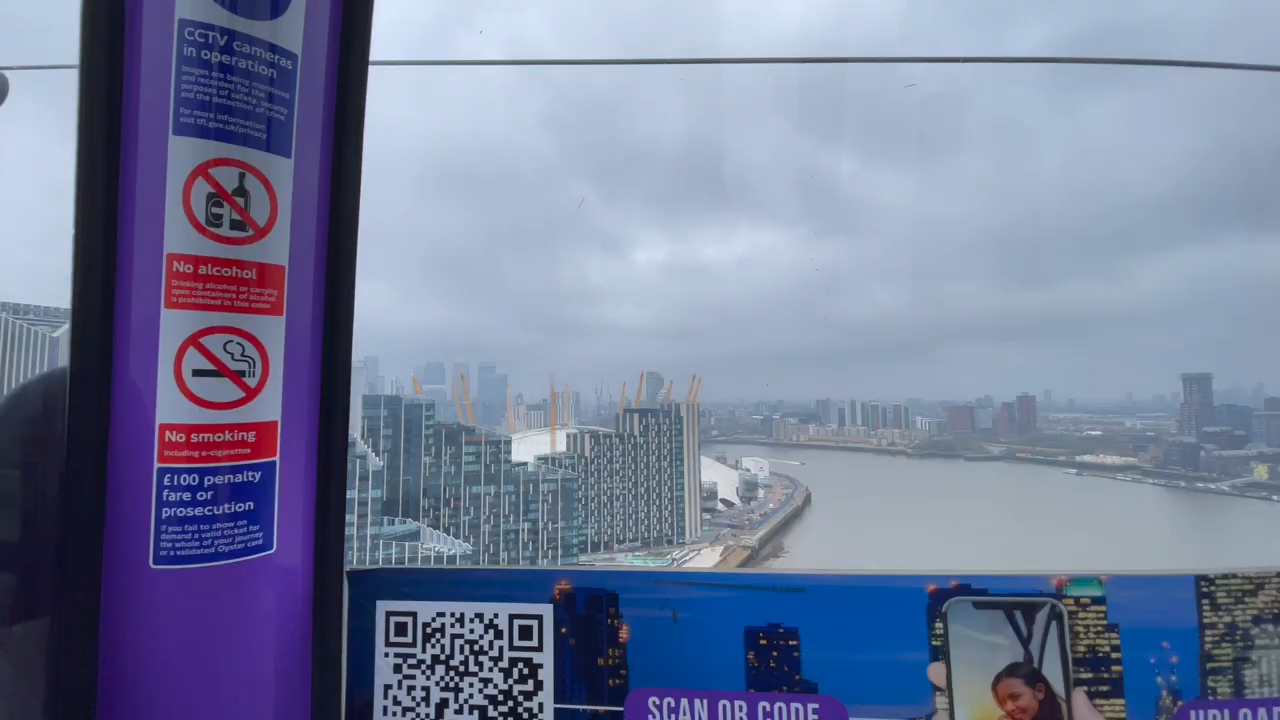 CCTV cameras
in operation
Images are being monitored
and recorded for the
purposes of safety, security
and the detection of crime
For more information
visit tfl.gov.uk/privacy
No alcohol
Drinking alcohol or carrying
open containers of alcohol
is prohibited in this cabin
No smoking
Including e-cigarettes
£100 penalty
fare or
prosecution
If you fail to show on
demand a valid ticket for
the whole of your journey
or a validated Oyster card
SCAN QR CODE